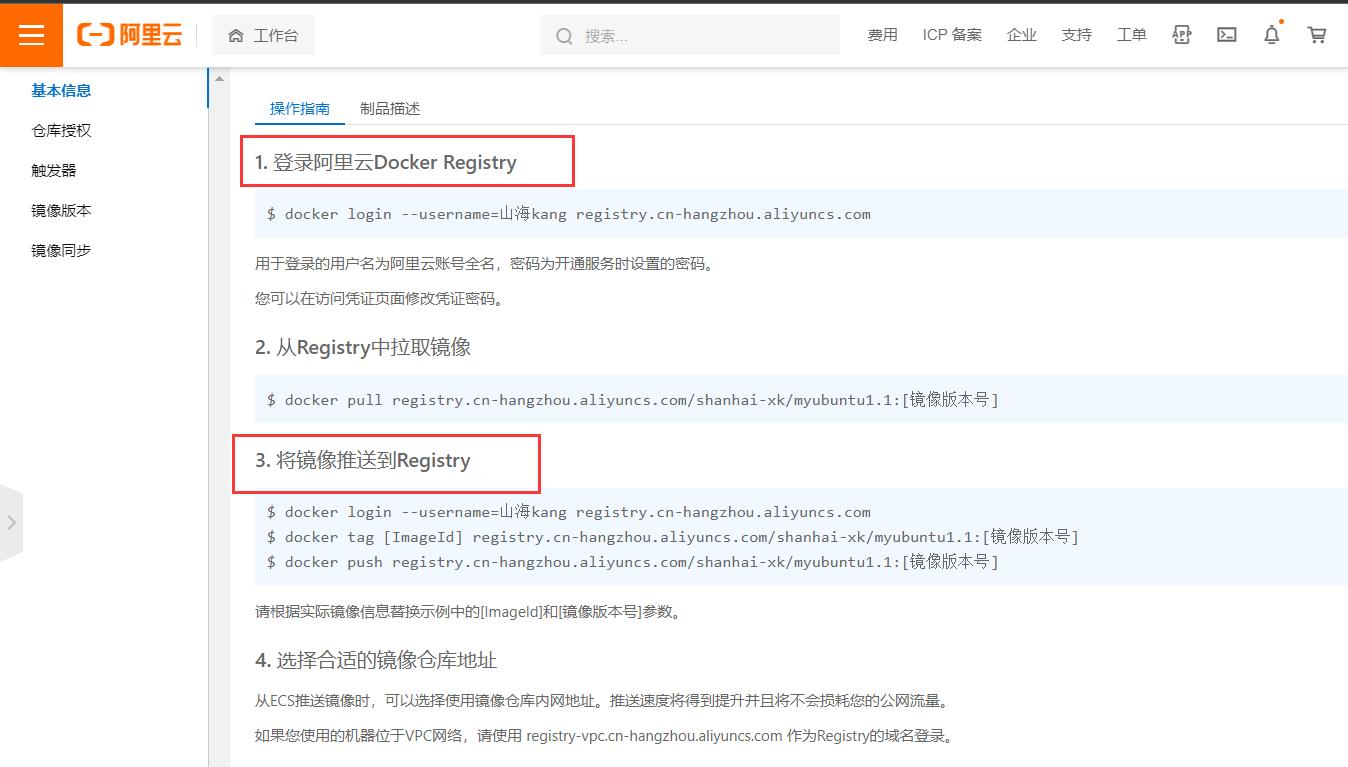 阿里云
工作台
搜索...
费用
ICP 备案
企业
支持
工单
APP
基本信息
仓库授权
触发器
镜像版本
镜像同步
操作指南
制品描述
1. 登录阿里云Docker Registry
$ docker login --username=山海kang registry.cn-hangzhou.aliyuncs.com
用于登录的用户名为阿里云账号全名，密码为开通服务时设置的密码。
您可以在访问凭证页面修改凭证密码。
2. 从Registry中拉取镜像
$ docker pull registry.cn-hangzhou.aliyuncs.com/shanhai-xk/myubuntu1.1:[镜像版本号]
3. 将镜像推送到Registry
$ docker login --username=山海kang registry.cn-hangzhou.aliyuncs.com
$ docker tag [ImageId] registry.cn-hangzhou.aliyuncs.com/shanhai-xk/myubuntu1.1:[镜像版本号]
$ docker push registry.cn-hangzhou.aliyuncs.com/shanhai-xk/myubuntu1.1:[镜像版本号]
请根据实际镜像信息替换示例中的[ImageId]和[镜像版本号]参数。
4. 选择合适的镜像仓库地址
从ECS推送镜像时，可以选择使用镜像仓库内网地址。推送速度将得到提升并且将不会损耗您的公网流量。
如果您使用的机器位于VPC网络，请使用 registry-vpc.cn-hangzhou.aliyuncs.com 作为Registry的域名登录。